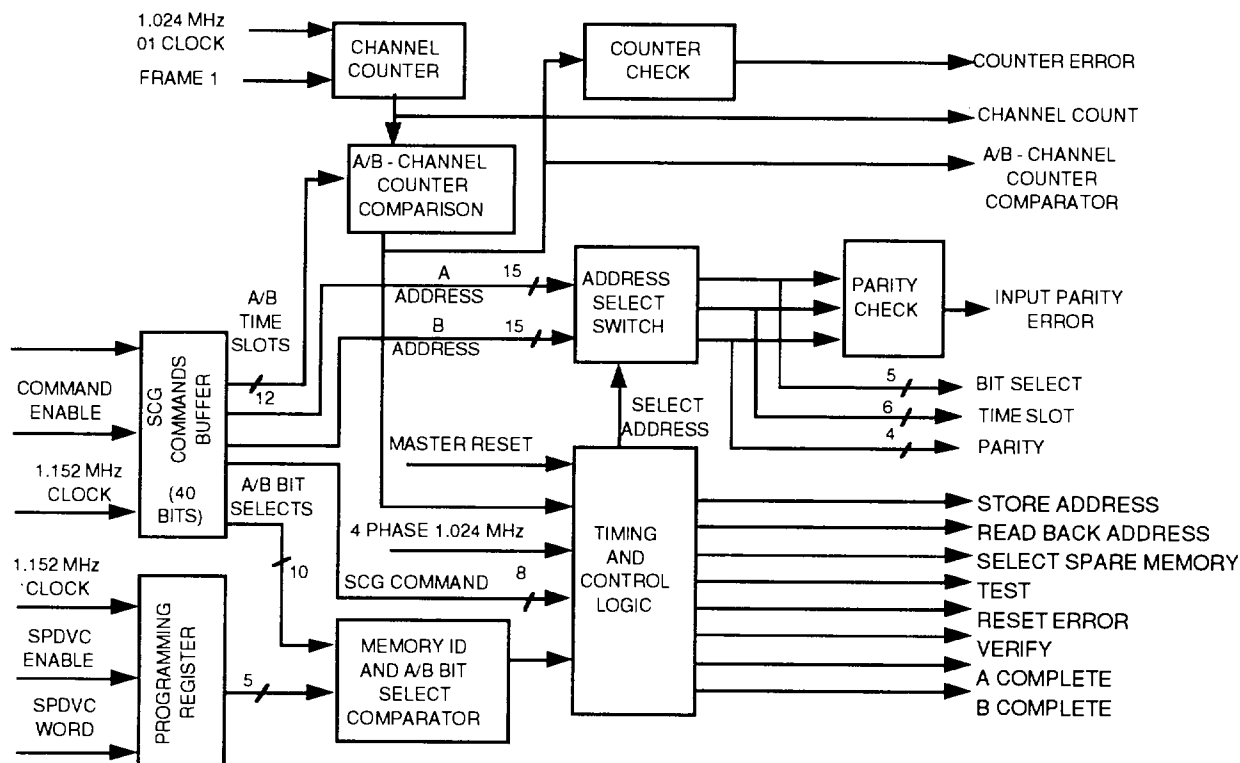 1.024 MHz
01 CLOCK
FRAME 1
CHANNEL
COUNTER
COUNTER
CHECK
COUNTER ERROR
CHANNEL COUNT
A/B - CHANNEL
COUNTER
COMPARISON
A/B - CHANNEL
COUNTER
COMPARATOR
A
ADDRESS
15
B
ADDRESS
15
ADDRESS
SELECT
SWITCH
PARITY
CHECK
INPUT PARITY
ERROR
A/B
TIME
SLOTS
12
COMMAND
ENABLE
1.152 MHz
CLOCK
SCG
COMMANDS
BUFFER
(40
BITS)
5
BIT SELECT
6
TIME SLOT
4
PARITY
SELECT
ADDRESS
MASTER RESET
A/B BIT
SELECTS
10
4 PHASE 1.024 MHz
SCG COMMAND
8
TIMING
AND
CONTROL
LOGIC
STORE ADDRESS
READ BACK ADDRESS
SELECT SPARE MEMORY
TEST
RESET ERROR
VERIFY
A COMPLETE
B COMPLETE
1.152 MHz
CLOCK
SPDVC
ENABLE
SPDVC
WORD
PROGRAMMING
REGISTER
5
MEMORY ID
AND A/B BIT
SELECT
COMPARATOR